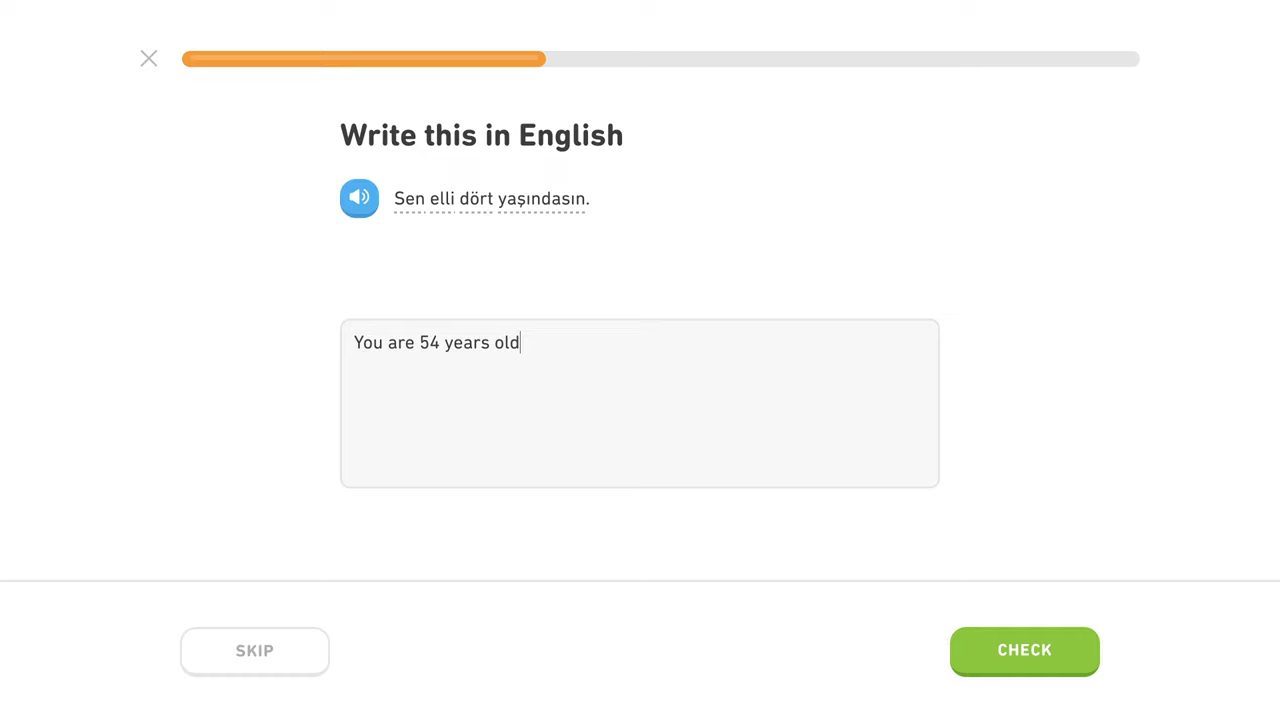 Write this in English
Sen elli dört yaşındasın.
You are 54 years old
SKIP
CHECK